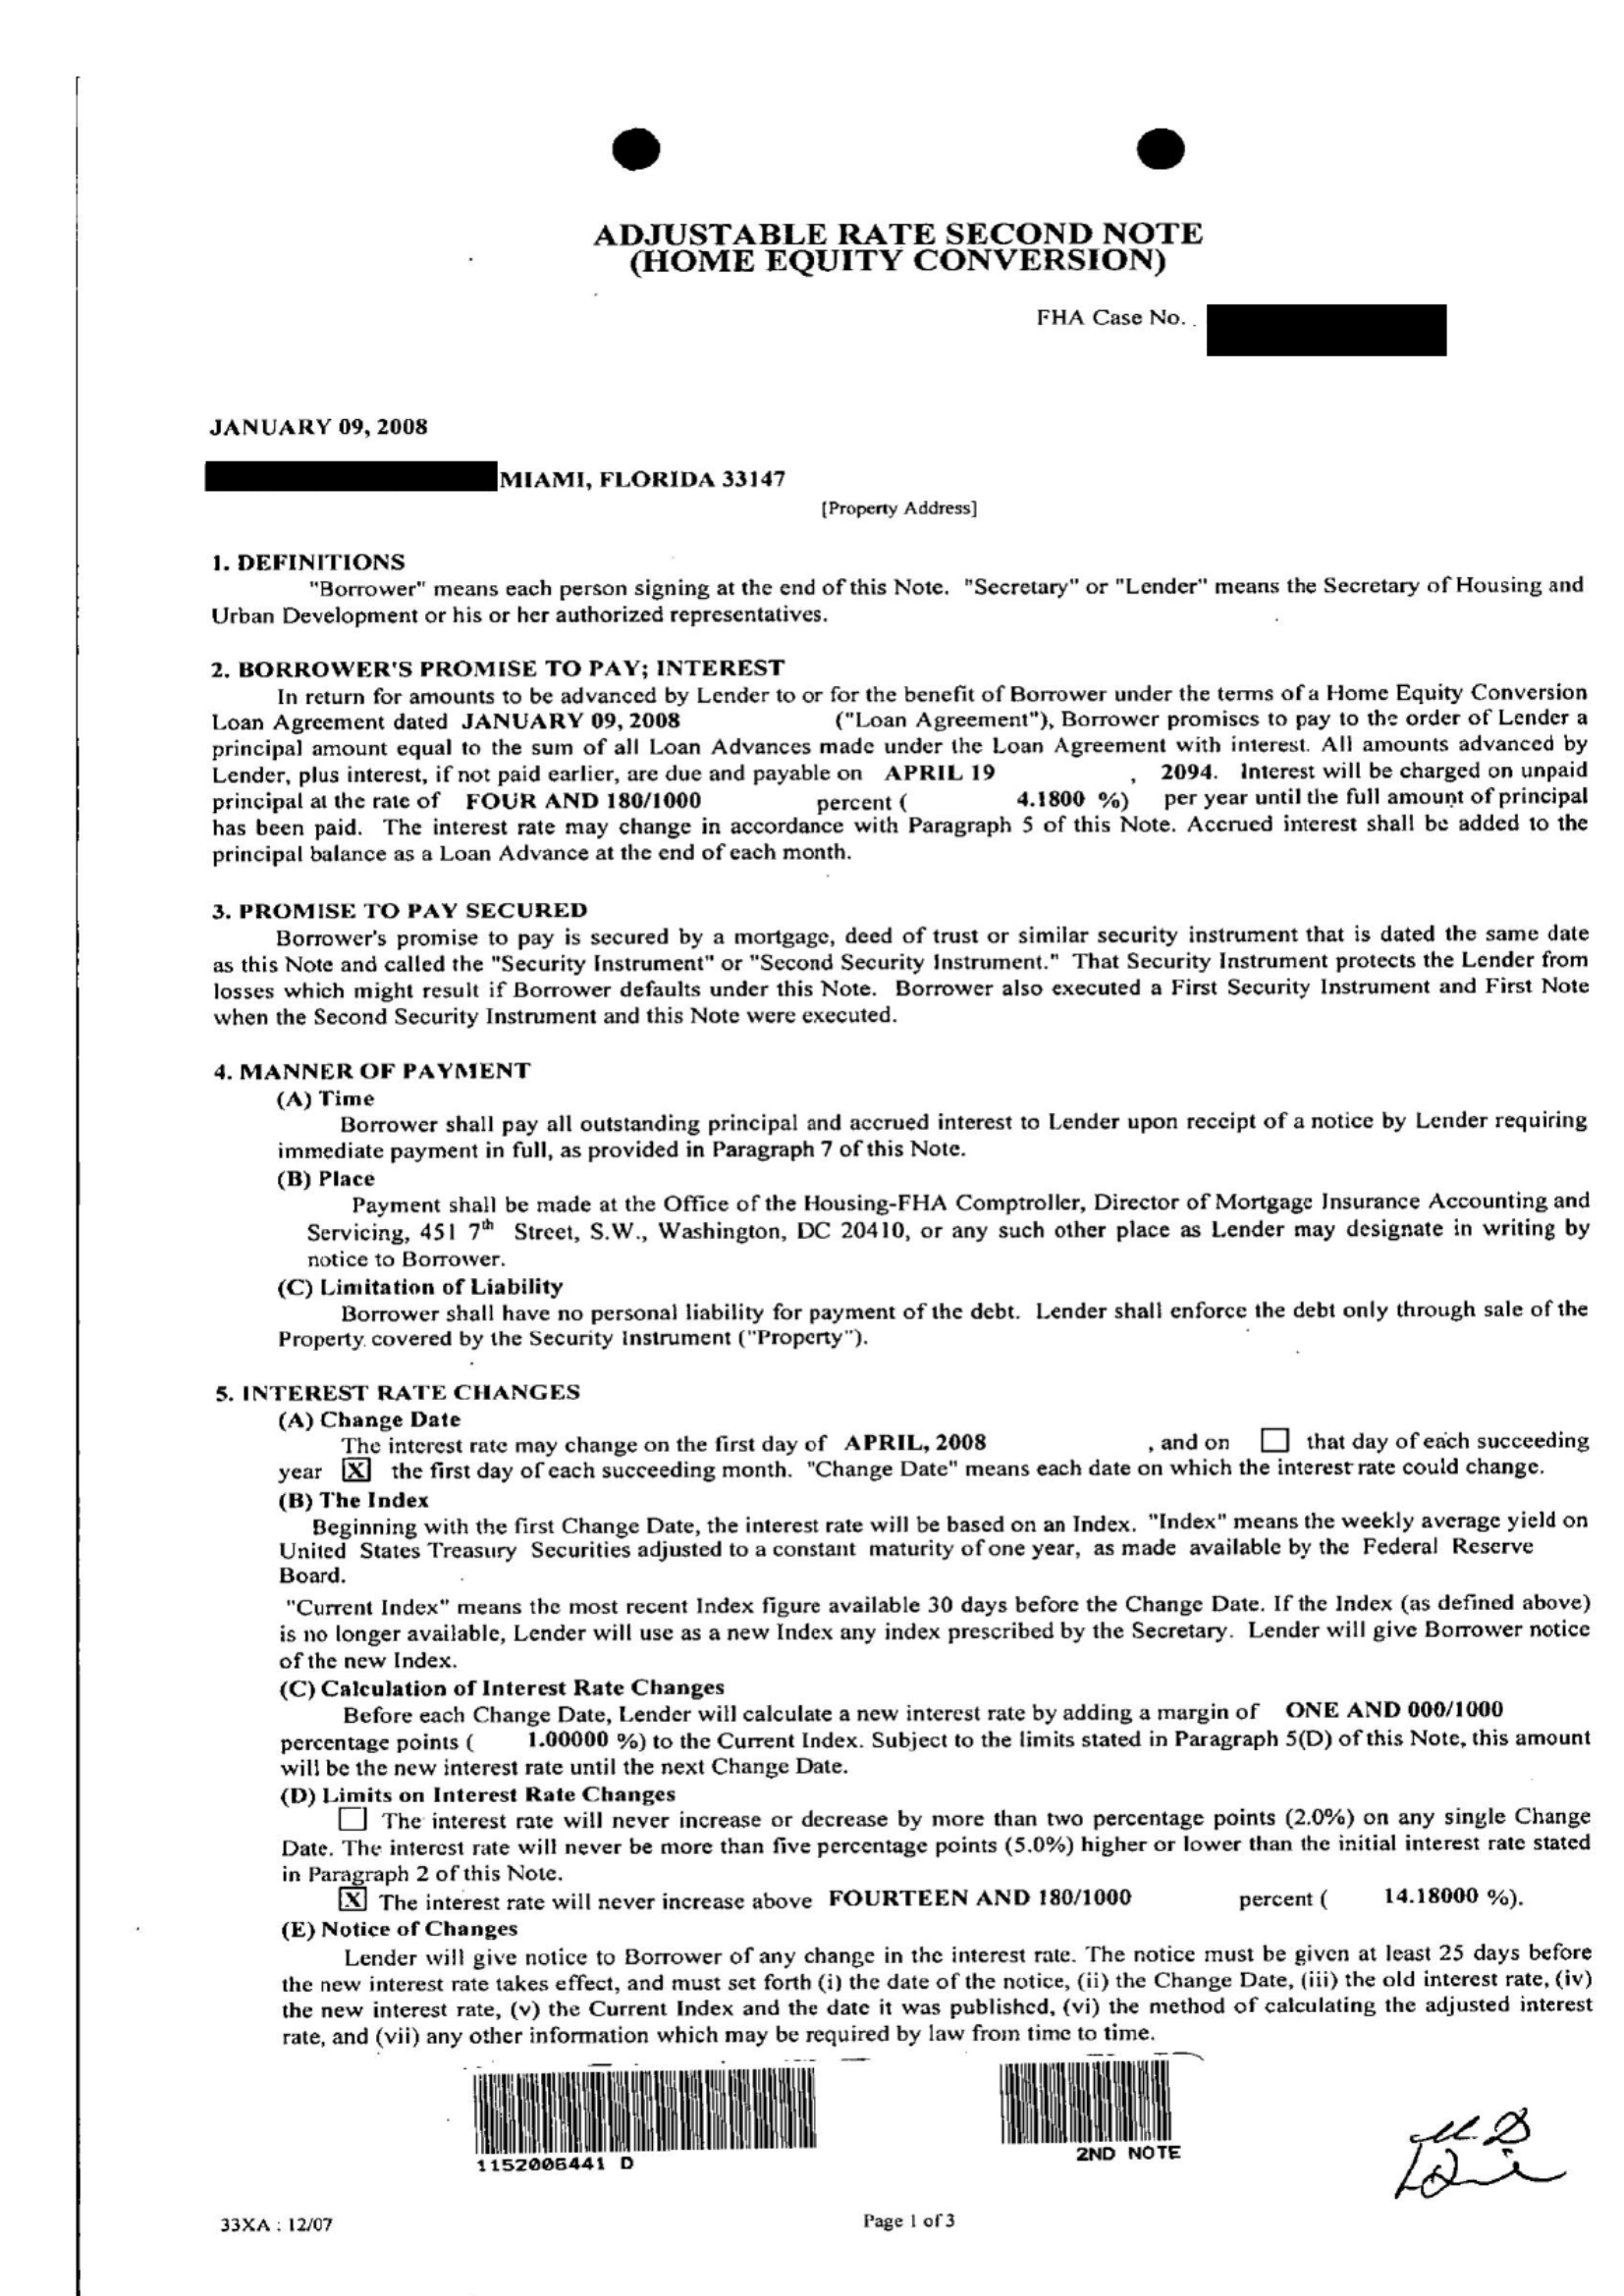 ADJUSTABLE RATE SECOND NOTE
(HOME EQUITY CONVERSION)
FHA Case No.
JANUARY 09, 2008
MIAMI, FLORIDA 33147
[Property Address]
1. DEFINITIONS
"Borrower" means each person signing at the end of this Note. "Secretary" or "Lender" means the Secretary of Housing and
Urban Development or his or her authorized representatives.
2. BORROWER'S PROMISE TO PAY; INTEREST
In return for amounts to be advanced by Lender to or for the benefit of Borrower under the terms of a Home Equity Conversion
Loan Agreement dated JANUARY 09, 2008 ("Loan Agreement"), Borrower promises to pay to the order of Lender a
principal amount equal to the sum of all Loan Advances made under the Loan Agreement with interest. All amounts advanced by
Lender, plus interest, if not paid earlier, are due and payable on APRIL 19 , 2094. Interest will be charged on unpaid
principal at the rate of FOUR AND 180/1000 percent ( 4.1800 %) per year until the full amount of principal
has been paid. The interest rate may change in accordance with Paragraph 5 of this Note. Accrued interest shall be added to the
principal balance as a Loan Advance at the end of each month.
3. PROMISE TO PAY SECURED
Borrower's promise to pay is secured by a mortgage, deed of trust or similar security instrument that is dated the same date
as this Note and called the "Security Instrument" or "Second Security Instrument." That Security Instrument protects the Lender from
losses which might result if Borrower defaults under this Note. Borrower also executed a First Security Instrument and First Note
when the Second Security Instrument and this Note were executed.
4. MANNER OF PAYMENT
(A) Time
Borrower shall pay all outstanding principal and accrued interest to Lender upon receipt of a notice by Lender requiring
immediate payment in full, as provided in Paragraph 7 of this Note.
(B) Place
Payment shall be made at the Office of the Housing-FHA Comptroller, Director of Mortgage Insurance Accounting and
Servicing, 451 7th Street, S.W., Washington, DC 20410, or any such other place as Lender may designate in writing by
notice to Borrower.
(C) Limitation of Liability
Borrower shall have no personal liability for payment of the debt. Lender shall enforce the debt only through sale of the
Property covered by the Security Instrument ("Property").
5. INTEREST RATE CHANGES
(A) Change Date
The interest rate may change on the first day of APRIL, 2008 , and on ☐ that day of each succeeding
year [X] the first day of each succeeding month. "Change Date" means each date on which the interest rate could change.
(B) The Index
Beginning with the first Change Date, the interest rate will be based on an Index. "Index" means the weekly average yield on
United States Treasury Securities adjusted to a constant maturity of one year, as made available by the Federal Reserve
Board.
"Current Index" means the most recent Index figure available 30 days before the Change Date. If the Index (as defined above)
is no longer available, Lender will use as a new Index any index prescribed by the Secretary. Lender will give Borrower notice
of the new Index.
(C) Calculation of Interest Rate Changes
Before each Change Date, Lender will calculate a new interest rate by adding a margin of ONE AND 000/1000
percentage points ( 1.00000 %) to the Current Index. Subject to the limits stated in Paragraph 5(D) of this Note, this amount
will be the new interest rate until the next Change Date.
(D) Limits on Interest Rate Changes
☐ The interest rate will never increase or decrease by more than two percentage points (2.0%) on any single Change
Date. The interest rate will never be more than five percentage points (5.0%) higher or lower than the initial interest rate stated
in Paragraph 2 of this Note.
[X] The interest rate will never increase above FOURTEEN AND 180/1000 percent ( 14.18000 %).
(E) Notice of Changes
Lender will give notice to Borrower of any change in the interest rate. The notice must be given at least 25 days before
the new interest rate takes effect, and must set forth (i) the date of the notice, (ii) the Change Date, (iii) the old interest rate, (iv)
the new interest rate, (v) the Current Index and the date it was published, (vi) the method of calculating the adjusted interest
rate, and (vii) any other information which may be required by law from time to time.
1152006441 D
2ND NOTE
33XA : 12/07
Page 1 of 3